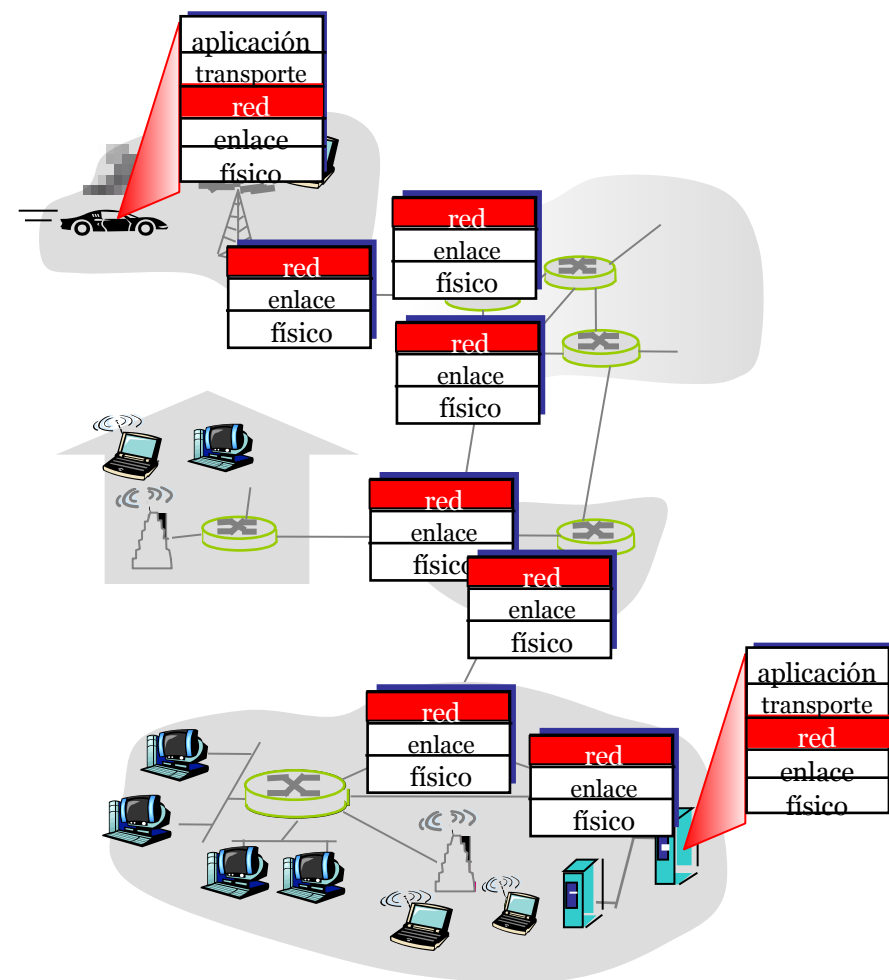 aplicación
transporte
red
enlace
físico
red
enlace
físico
red
enlace
físico
red
enlace
físico
red
enlace
físico
red
enlace
físico
red
enlace
físico
red
enlace
físico
aplicación
transporte
red
enlace
físico